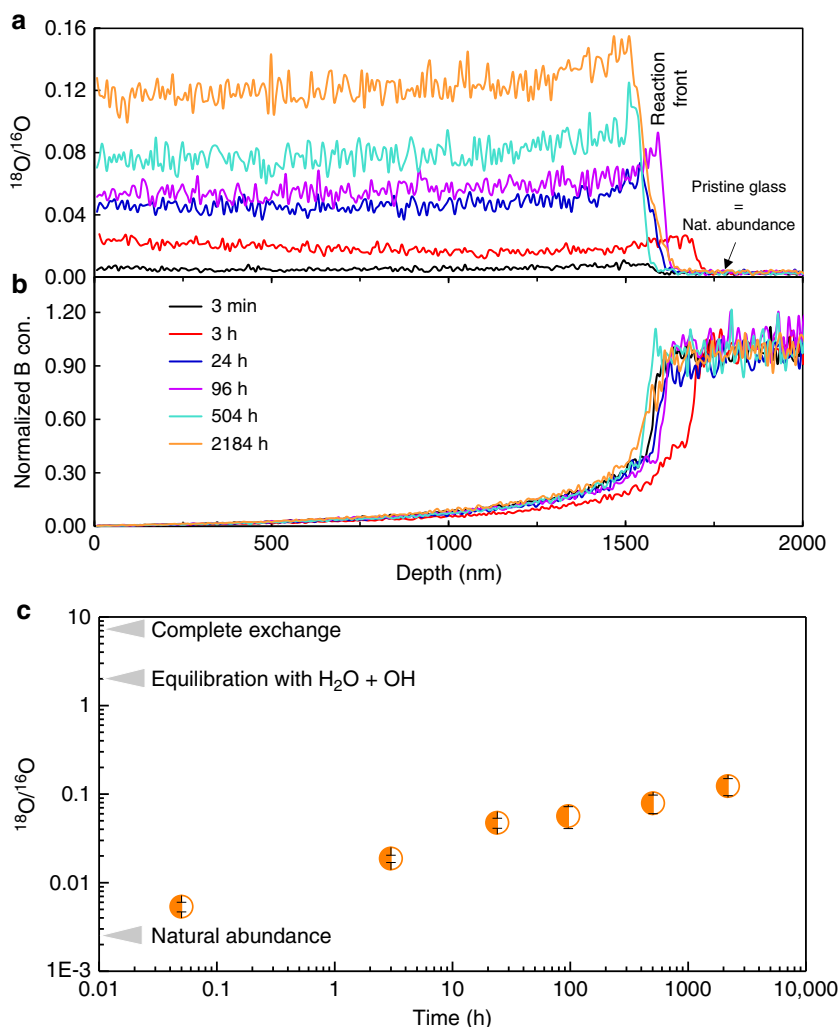 a
0.16
0.12
0.08
0.04
0.00
18O/16O
Reaction
front
Pristine glass
=
Nat. abundance
b
1.20
0.90
0.60
0.30
0.00
Normalized B con.
3 min
3 h
24 h
96 h
504 h
2184 h
0
500
1000
1500
2000
Depth (nm)
c
10
1
0.1
0.01
1E-3
18O/16O
Complete exchange
Equilibration with H2O + OH
Natural abundance
0.01
0.1
1
10
100
1000
10,000
Time (h)